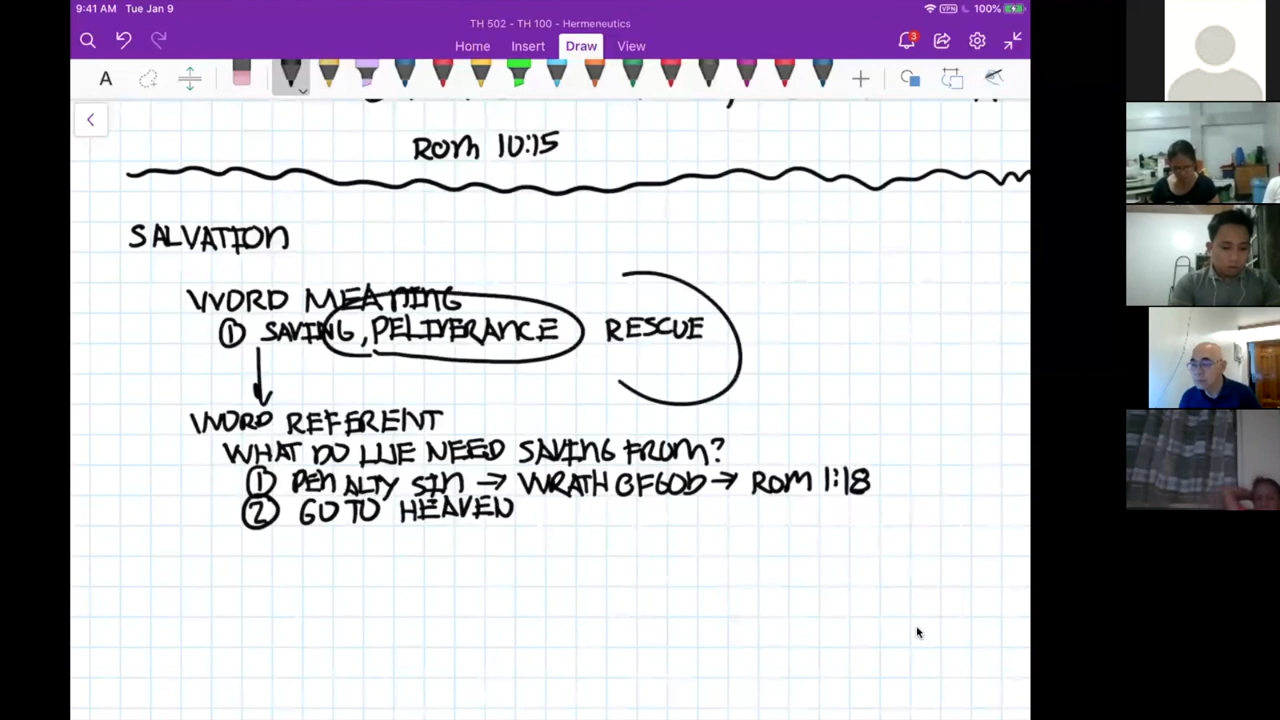 9:41 AM Tue Jan 9
VPN 100%
TH 502 - TH 100 - Hermeneutics
Home Insert Draw View
3
A
Rom 10:15
SALVATION
WORD MEANING
① SAVING, DELIVERANCE RESCUE
WORD REFERENT
WHAT DO WE NEED SAVING FROM?
① PENALTY SIN → WRATH OF GOD → ROM 1:18
② GO TO HEAVEN